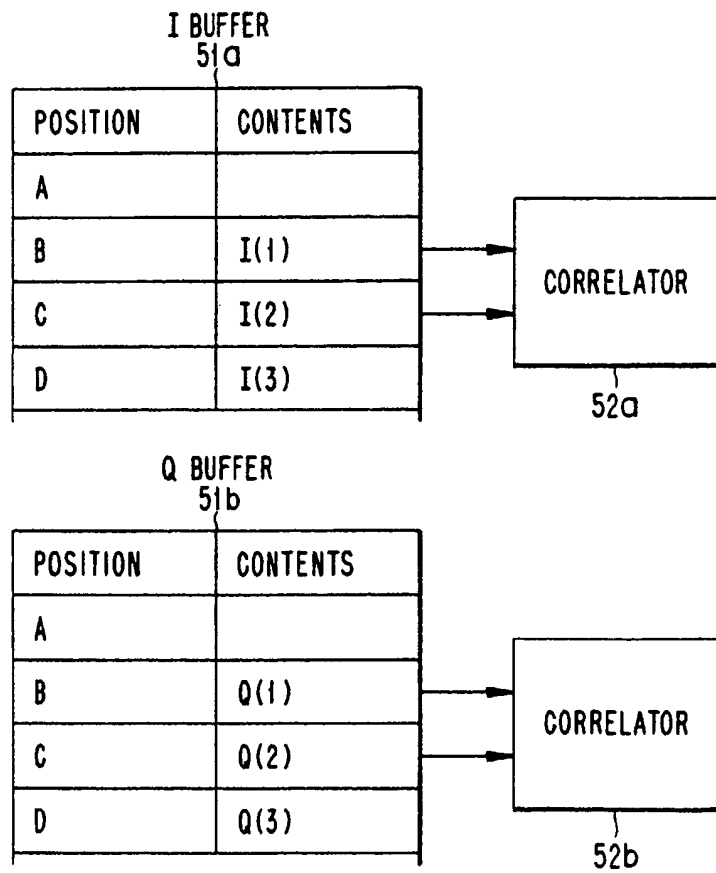 I BUFFER
51a
POSITION CONTENTS
A
B I(1)
C I(2)
D I(3)
CORRELATOR
52a
Q BUFFER
51b
POSITION CONTENTS
A
B Q(1)
C Q(2)
D Q(3)
CORRELATOR
52b